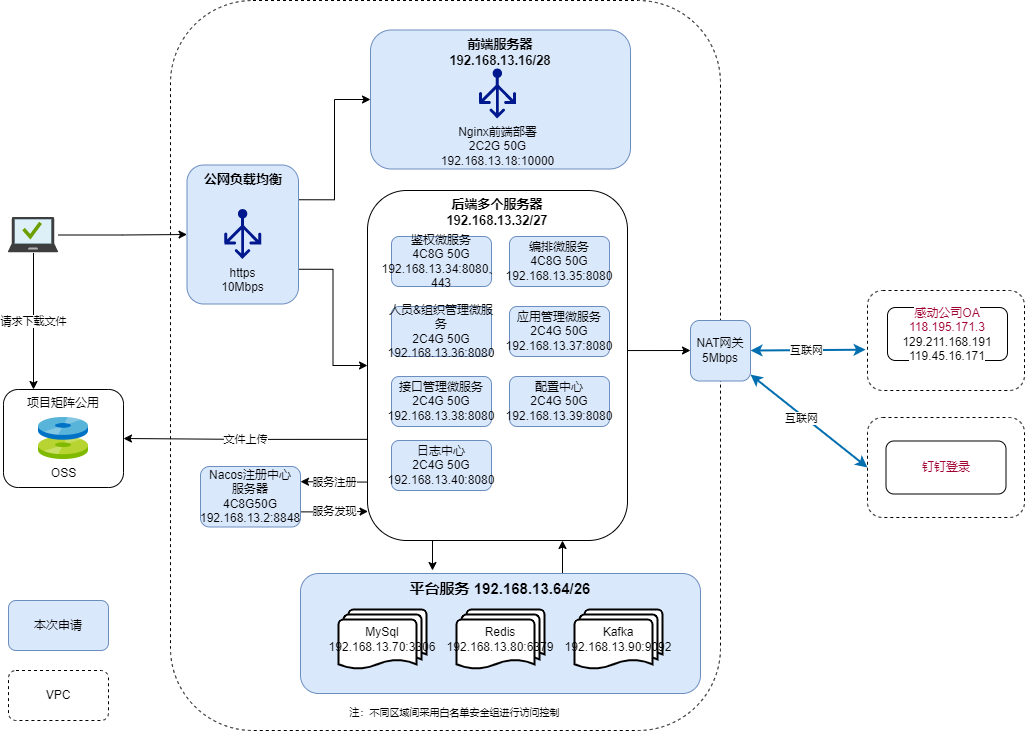 前端服务器
192.168.13.16/28
Nginx前端部署
2C2G 50G
192.168.13.18:10000
公网负载均衡
https
10Mbps
后端多个服务器
192.168.13.32/27
鉴权微服务
4C8G 50G
192.168.13.34:8080、
443
编排微服务
4C8G 50G
192.168.13.35:8080
人员&组织管理微服
务
2C4G 50G
192.168.13.36:8080
应用管理微服务
2C4G 50G
192.168.13.37:8080
接口管理微服务
2C4G 50G
192.168.13.38:8080
配置中心
2C4G 50G
192.168.13.39:8080
日志中心
2C4G 50G
192.168.13.40:8080
请求下载文件
项目矩阵公用
OSS
文件上传
Nacos注册中心
服务器
4C8G50G
192.168.13.2:8848
服务注册
服务发现
NAT网关
5Mbps
互联网
互联网
感动公司OA
118.195.171.3
129.211.168.191
119.45.16.171
钉钉登录
平台服务 192.168.13.64/26
MySql
192.168.13.70:3306
Redis
192.168.13.80:6379
Kafka
192.168.13.90:9092
本次申请
VPC
注：不同区域间采用白名单安全组进行访问控制